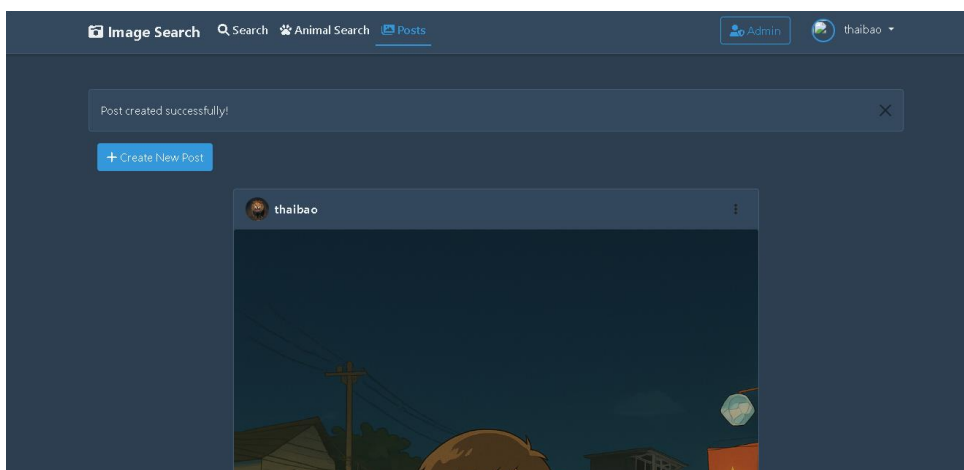 Image Search Search Animal Search Posts Admin thaibao
Post created successfully!
+ Create New Post
thaibao